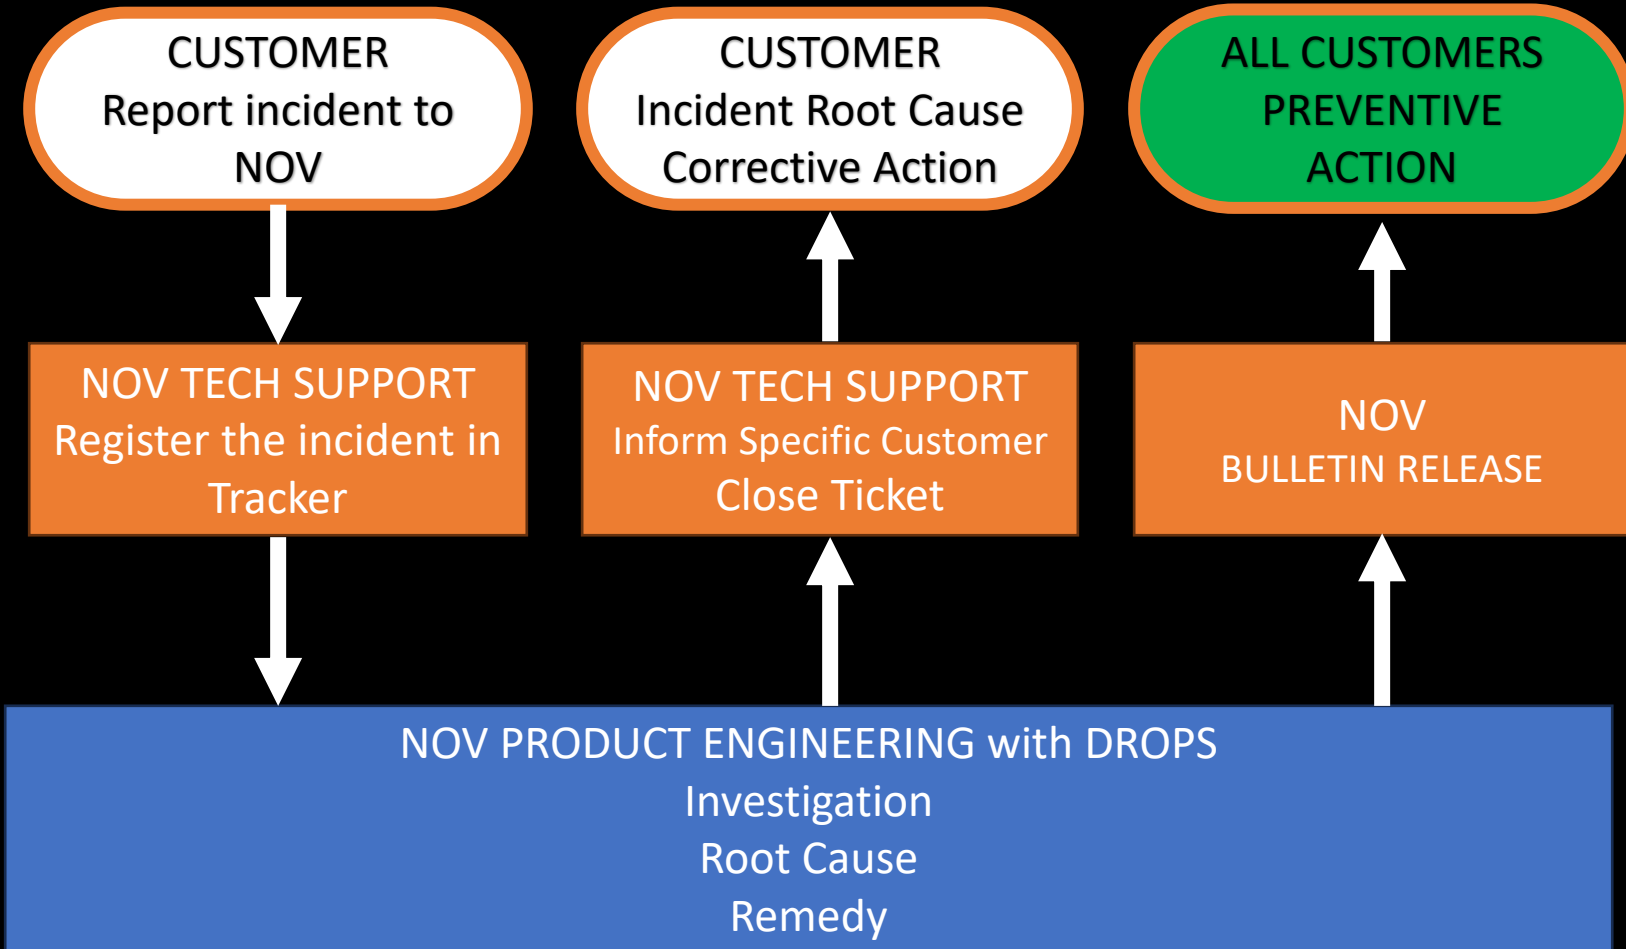 CUSTOMER
Report incident to
NOV
CUSTOMER
Incident Root Cause
Corrective Action
ALL CUSTOMERS
PREVENTIVE
ACTION
NOV TECH SUPPORT
Register the incident in
Tracker
NOV TECH SUPPORT
Inform Specific Customer
Close Ticket
NOV
BULLETIN RELEASE
NOV PRODUCT ENGINEERING with DROPS
Investigation
Root Cause
Remedy